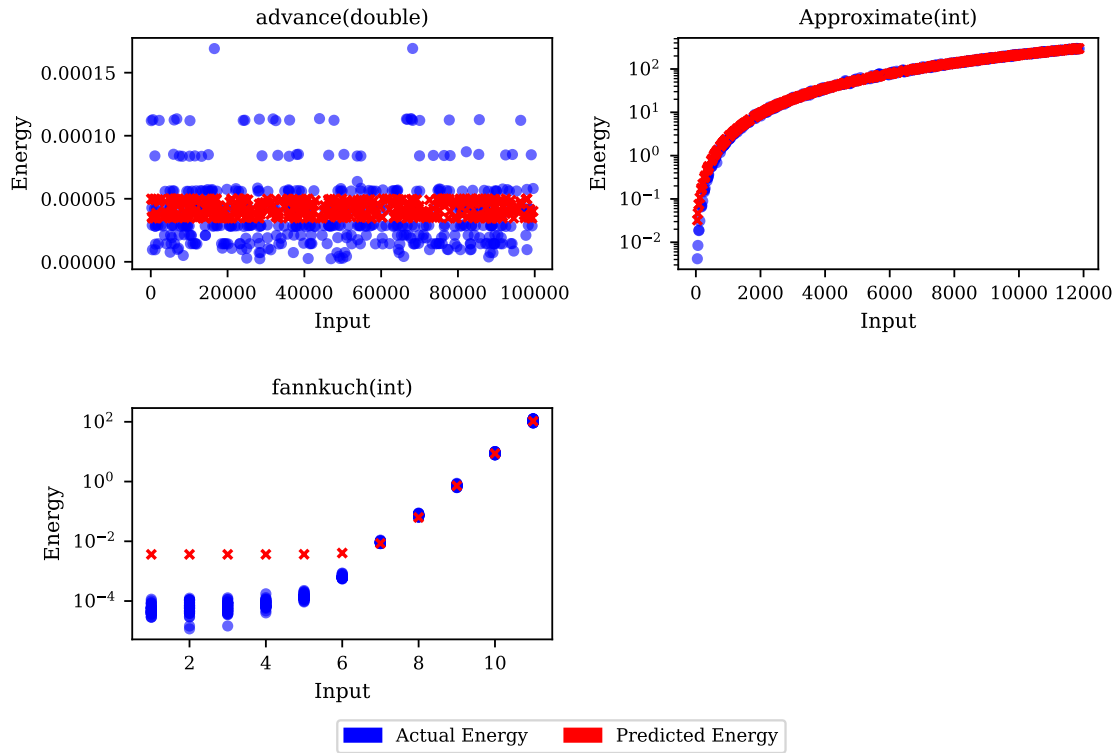 advance(double)
Energy
0.00015
0.00010
0.00005
0.00000
0 20000 40000 60000 80000 100000
Input
Approximate(int)
Energy
10²
10¹
10⁰
10⁻¹
10⁻²
0 2000 4000 6000 8000 10000 12000
Input
fannkuch(int)
Energy
10²
10⁰
10⁻²
10⁻⁴
2 4 6 8 10
Input
Actual Energy Predicted Energy